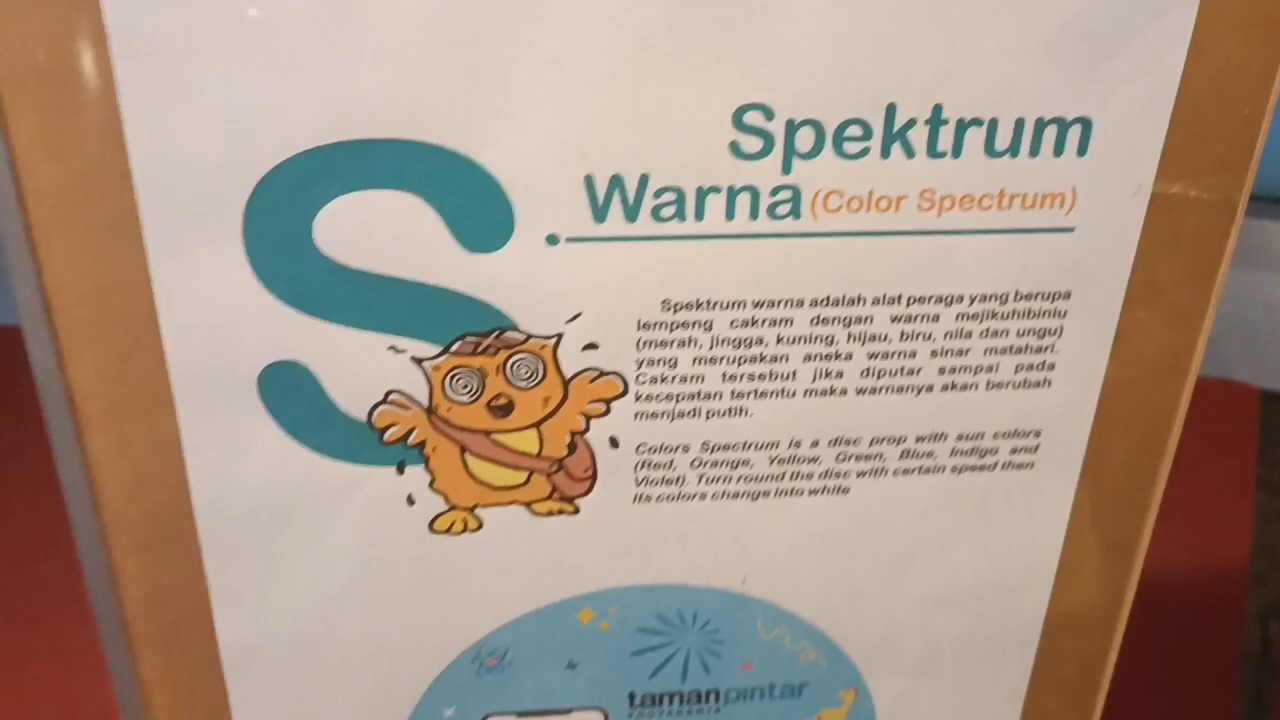 S
Spektrum
Warna (Color Spectrum)
Spektrum warna adalah alat peraga yang berupa
lempeng cakram dengan warna mejikuhibiniu
(merah, jingga, kuning, hijau, biru, nila dan ungu)
yang merupakan aneka warna sinar matahari.
Cakram tersebut jika diputar sampai pada
kecepatan tertentu maka warnanya akan berubah
menjadi putih.
Colors Spectrum is a disc prop with sun colors
(Red, Orange, Yellow, Green, Blue, Indigo and
Violet). Turn round the disc with certain speed then
its colors change into white
tamanpintar
YOGYAKARTA